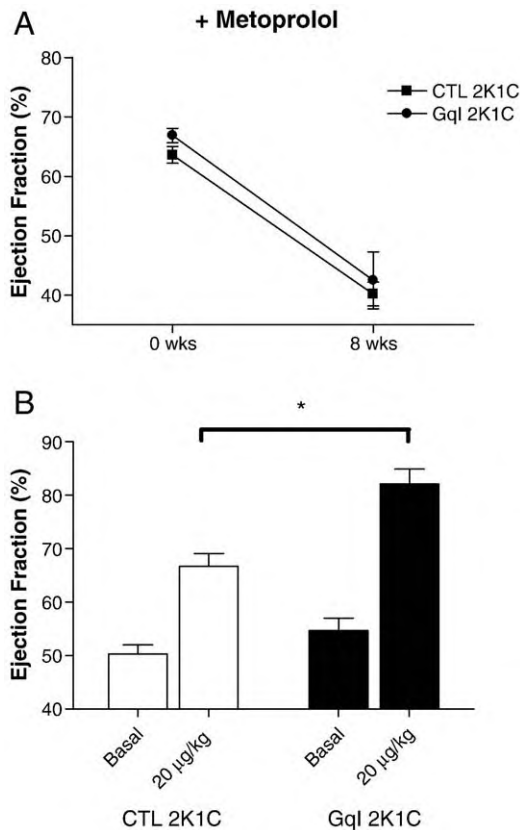 A
+ Metoprolol
CTL 2K1C
GqI 2K1C
Ejection Fraction (%)
80
70
60
50
40
0 wks
8 wks
B
*
Ejection Fraction (%)
90
80
70
60
50
40
Basal
20 µg/kg
Basal
20 µg/kg
CTL 2K1C
GqI 2K1C